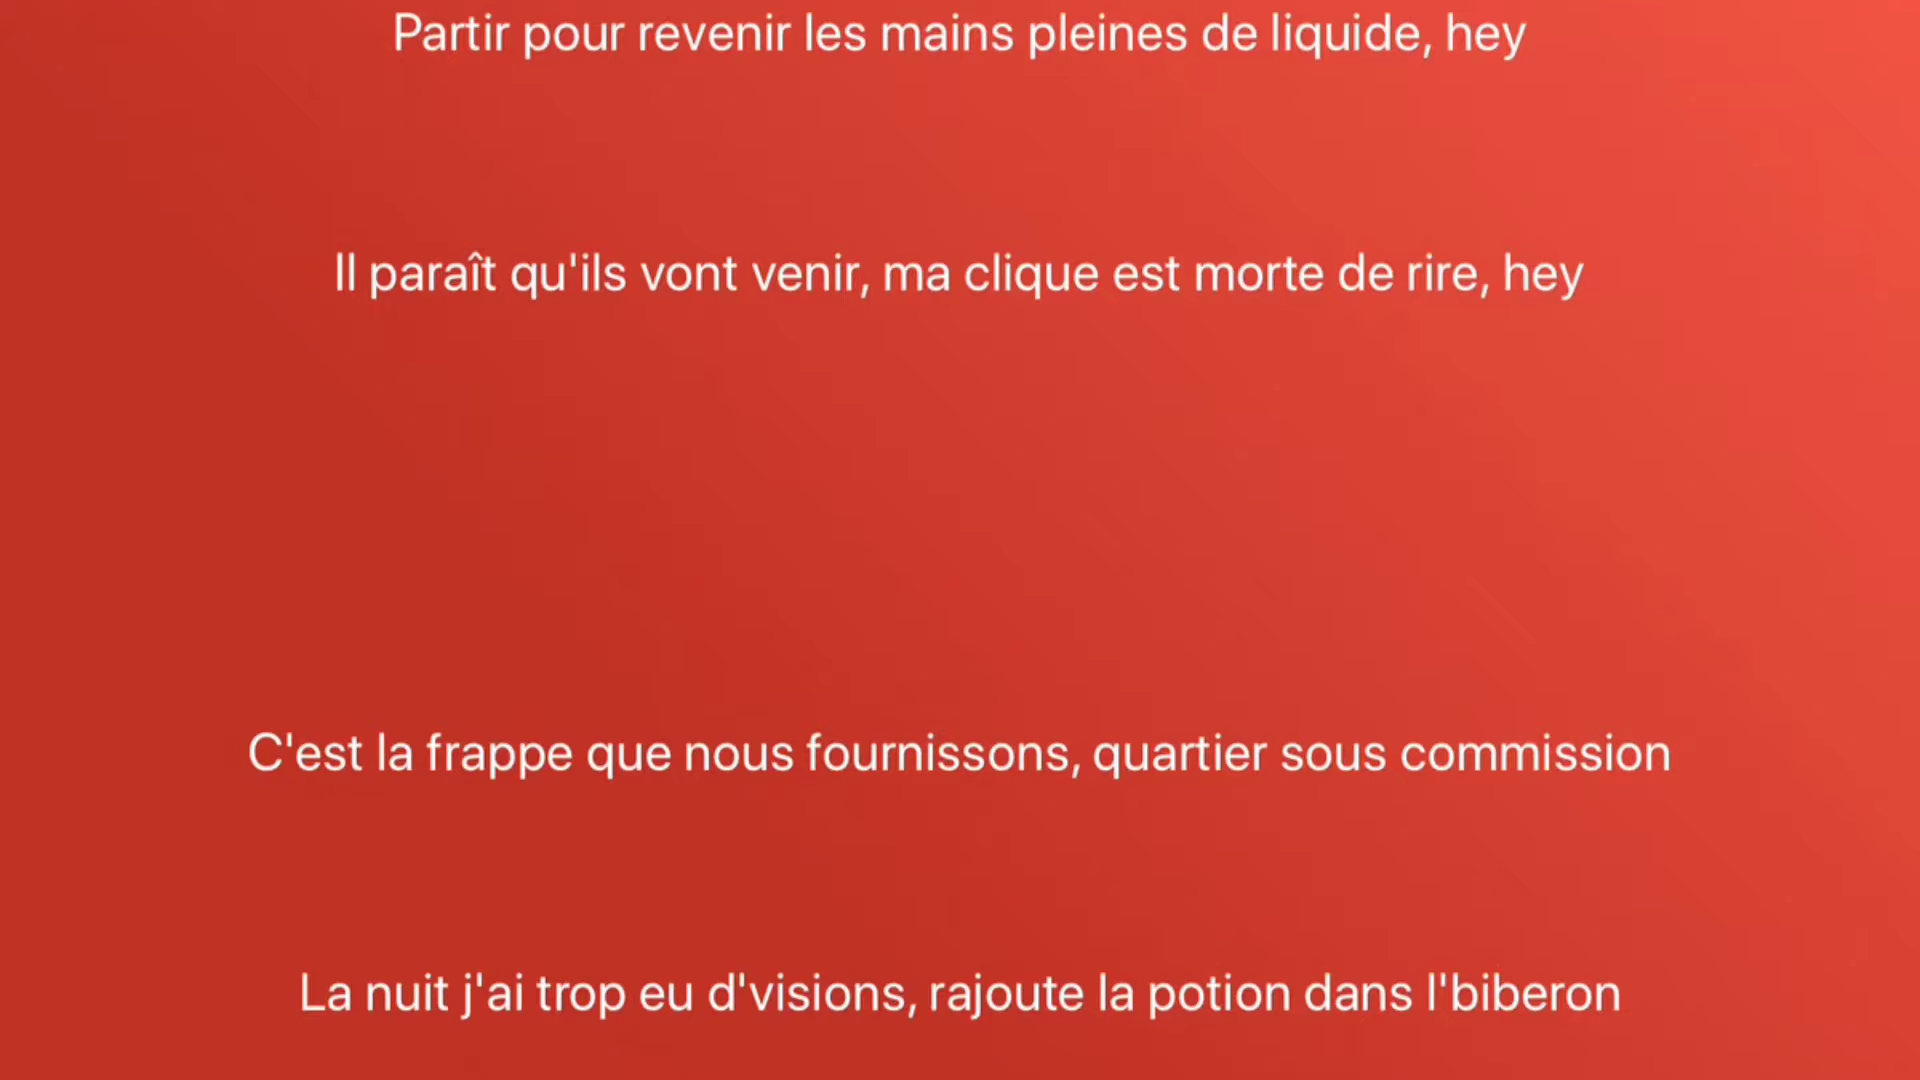 Partir pour revenir les mains pleines de liquide, hey
Il paraît qu'ils vont venir, ma clique est morte de rire, hey
C'est la frappe que nous fournissons, quartier sous commission
La nuit j'ai trop eu d'visions, rajoute la potion dans l'biberon